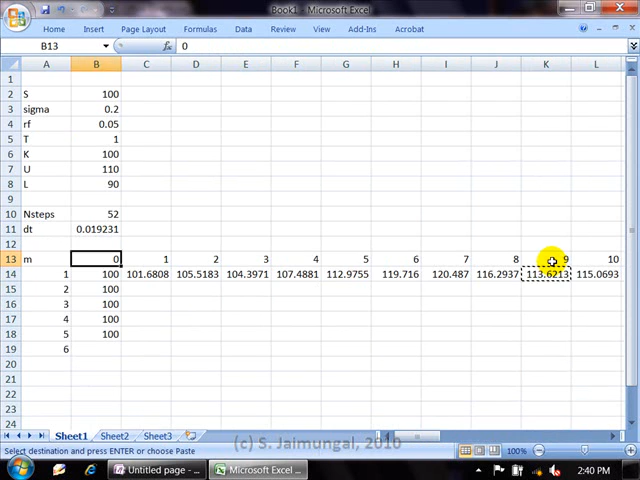 Book1 - Microsoft Excel
Home Insert Page Layout Formulas Data Review View Add-Ins Acrobat
B13 0
A B C D E F G H I J K L
1
2 S 100
3 sigma 0.2
4 rf 0.05
5 T 1
6 K 100
7 U 110
8 L 90
9
10 Nsteps 52
11 dt 0.019231
12
13 m 0 1 2 3 4 5 6 7 8 9 10
14 1 100 101.6808 105.5183 104.3971 107.4881 112.9755 119.716 120.487 116.2937 113.6213 115.0693
15 2 100
16 3 100
17 4 100
18 5 100
19 6
20
21
22
23
24
Sheet1 Sheet2 Sheet3
(c) S. Jaimungal, 2010
Select destination and press ENTER or choose Paste 100%
Untitled page - ... Microsoft Excel ... 2:40 PM